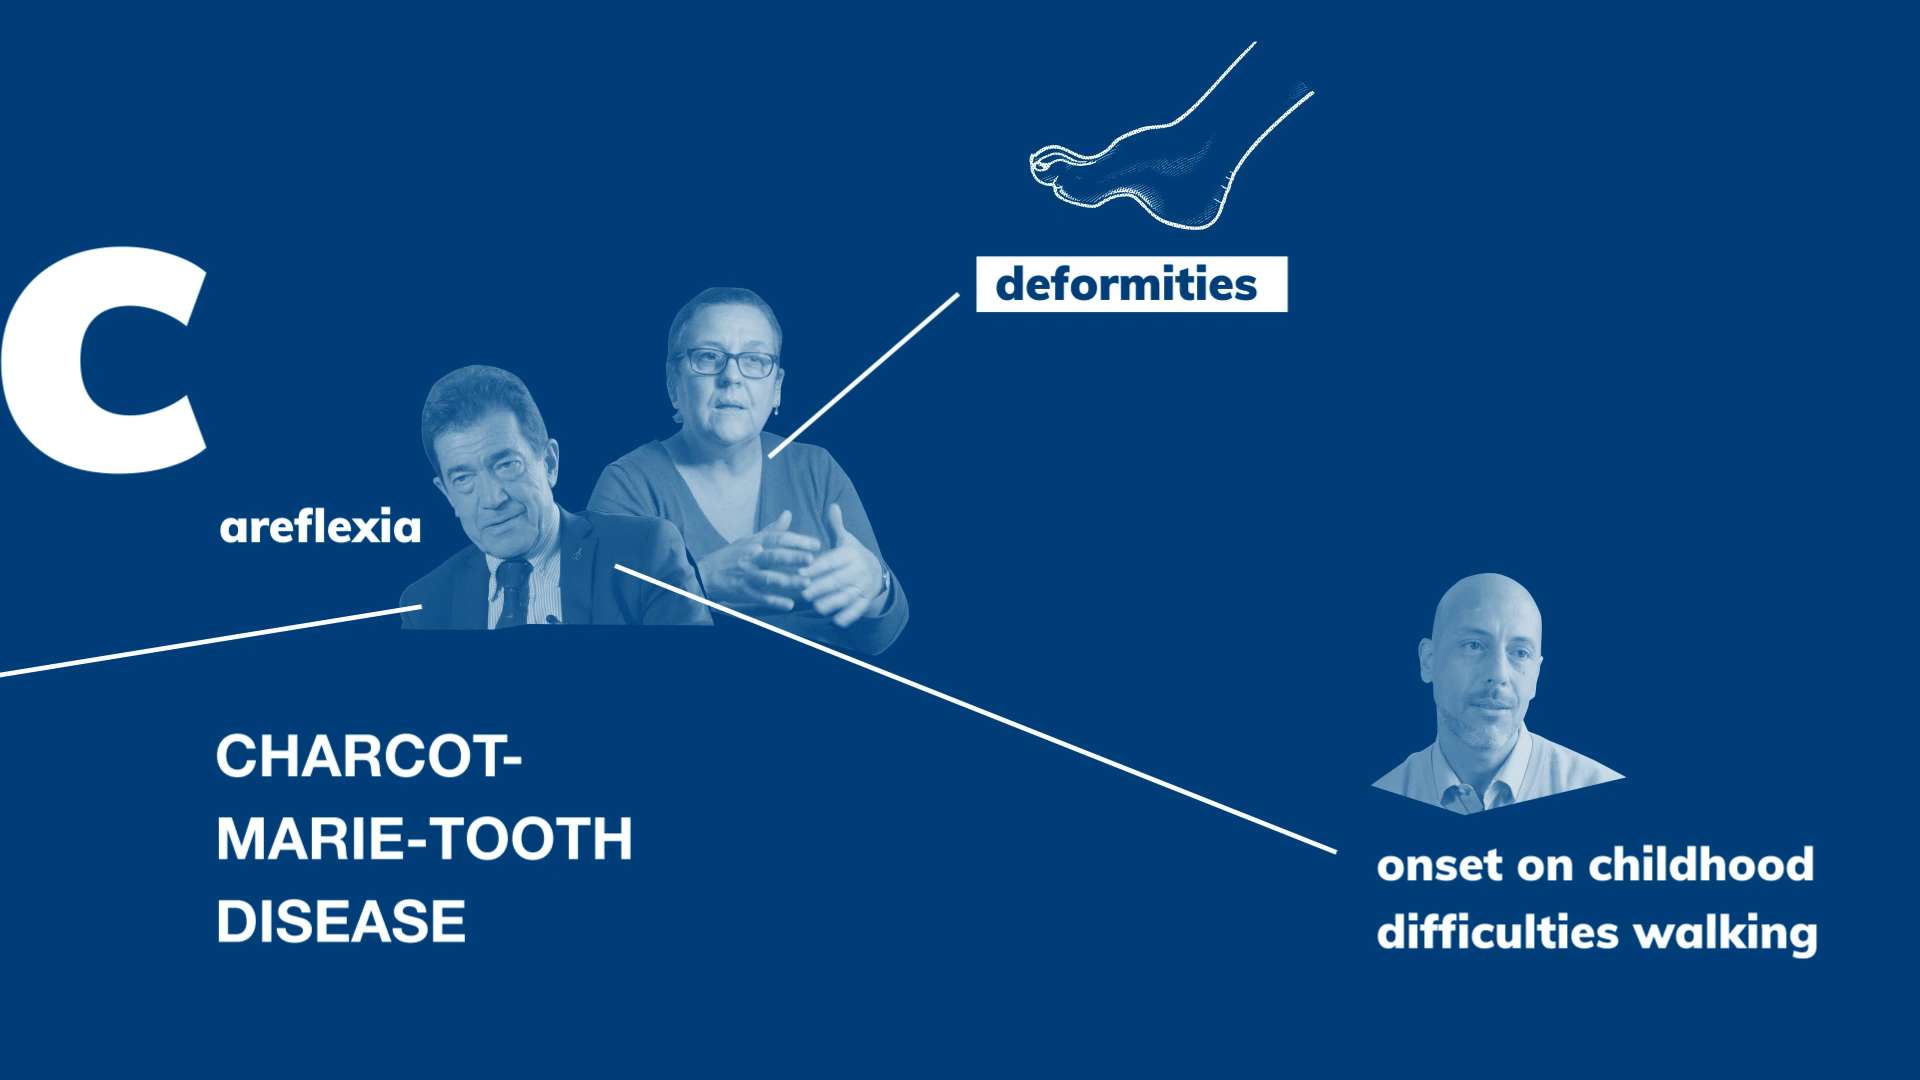 C
deformities
areflexia
CHARCOT-
MARIE-TOOTH
DISEASE
onset on childhood
difficulties walking